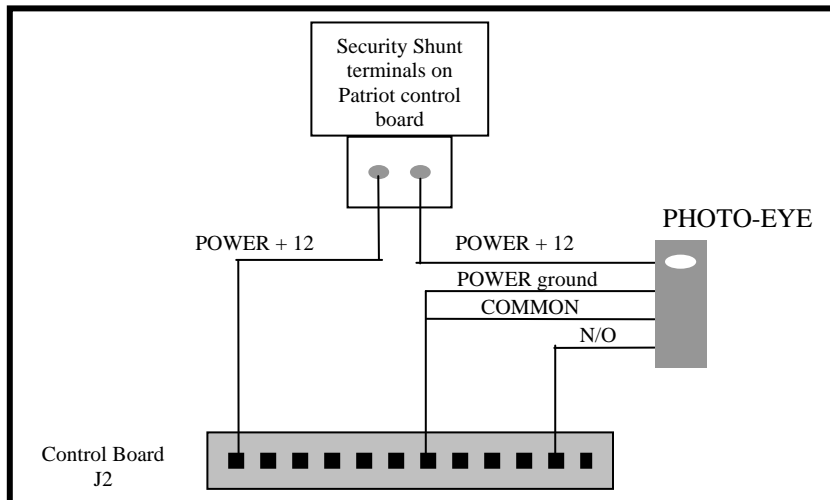 Security Shunt
terminals on
Patriot control
board
PHOTO-EYE
POWER + 12
POWER + 12
POWER ground
COMMON
N/O
Control Board
J2